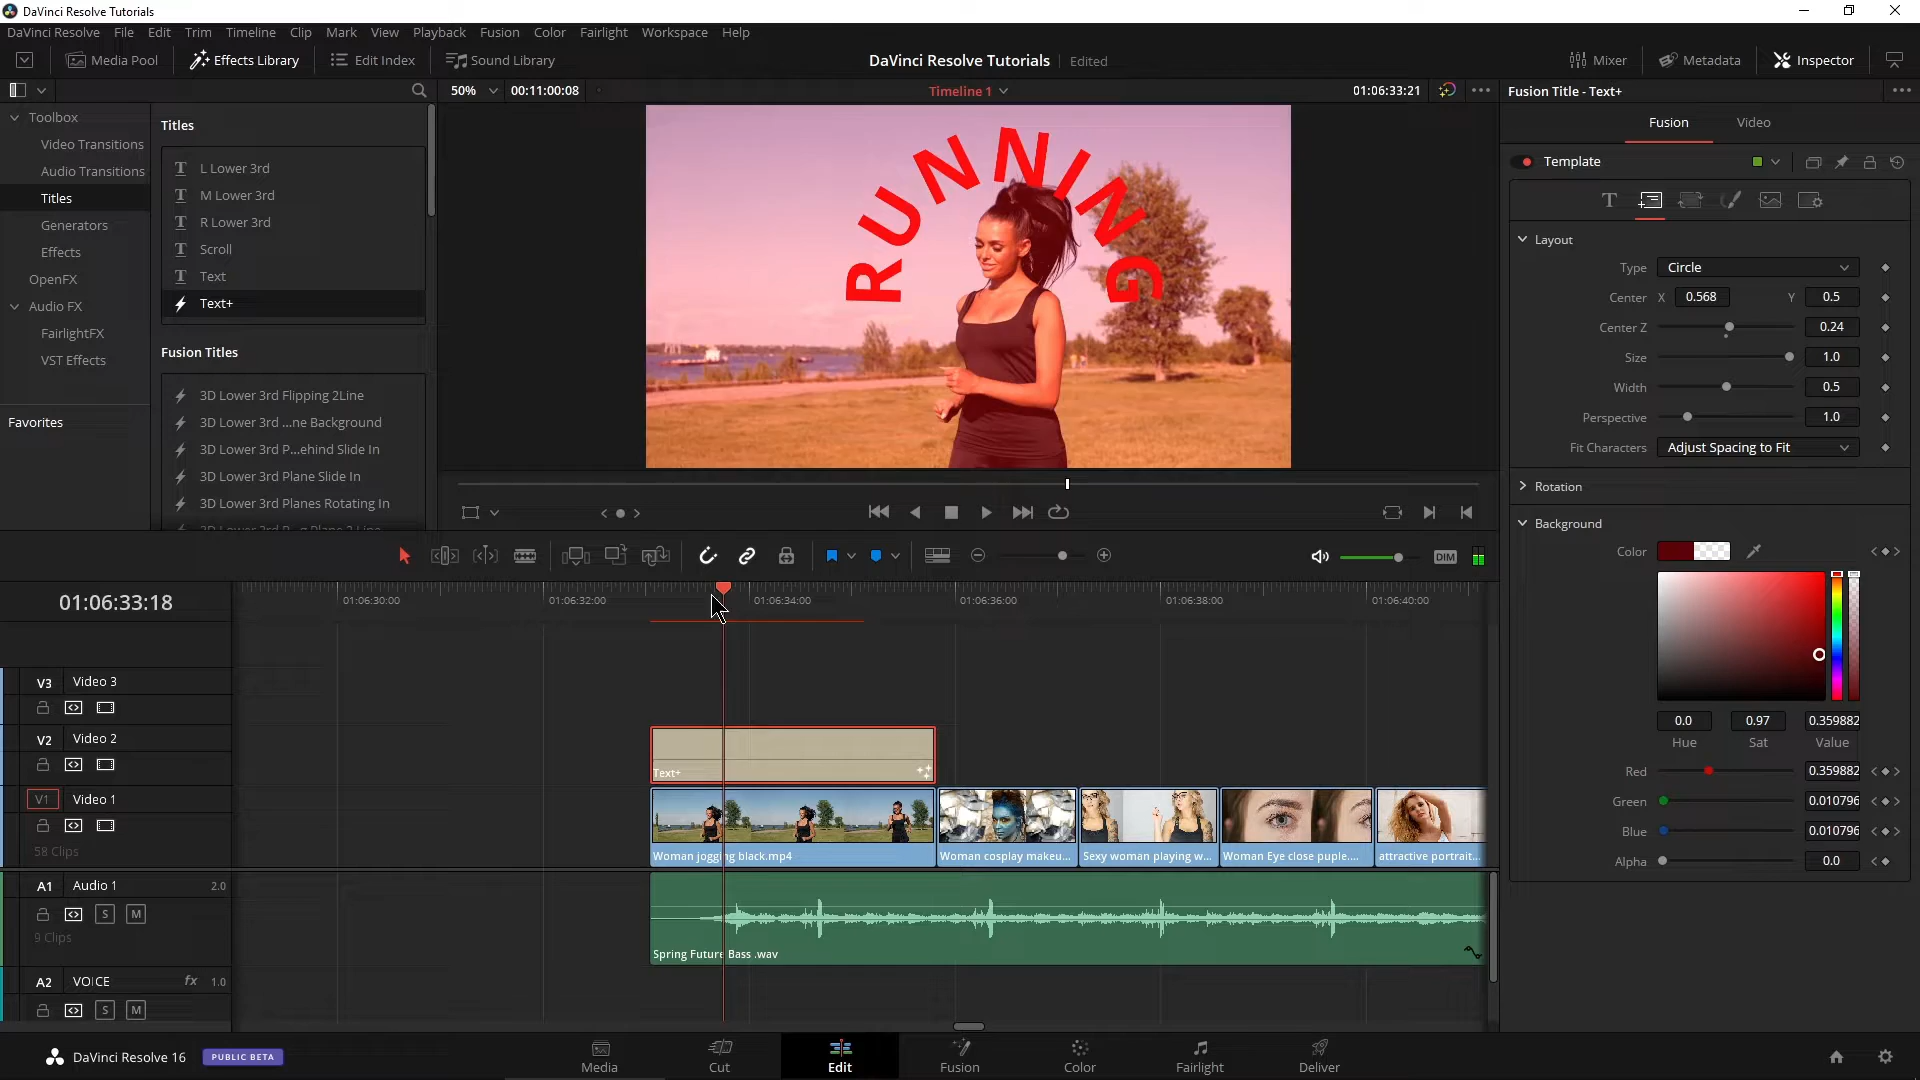 DaVinci Resolve Tutorials
DaVinci Resolve File Edit Trim Timeline Clip Mark View Playback Fusion Color Fairlight Workspace Help
Media Pool Effects Library Edit Index Sound Library DaVinci Resolve Tutorials Edited Mixer Metadata Inspector
50% 00:11:00:08 Timeline 1 01:06:33:21 Fusion Title - Text+
Toolbox
Video Transitions
Audio Transitions
Titles
Generators
Effects
OpenFX
Audio FX
FairlightFX
VST Effects
Favorites
Titles
L Lower 3rd
M Lower 3rd
R Lower 3rd
Scroll
Text
Text+
Fusion Titles
3D Lower 3rd Flipping 2Line
3D Lower 3rd ...ne Background
3D Lower 3rd P...ehind Slide In
3D Lower 3rd Plane Slide In
3D Lower 3rd Planes Rotating In
RUNNING
Fusion Video
Template
Layout
Type Circle
Center X 0.568 Y 0.5
Center Z 0.24
Size 1.0
Width 0.5
Perspective 1.0
Fit Characters Adjust Spacing to Fit
Rotation
Background
Color
0.0 0.97 0.359882
Hue Sat Value
Red 0.359882
Green 0.010796
Blue 0.010796
Alpha 0.0
DIM
01:06:33:18 01:06:30:00 01:06:32:00 01:06:34:00 01:06:36:00 01:06:38:00 01:06:40:00
V3 Video 3
V2 Video 2
Text+
V1 Video 1
58 Clips
Woman jogging black.mp4 Woman cosplay makeu... Sexy woman playing w... Woman Eye close puple.... attractive portrait...
A1 Audio 1 2.0
S M
9 Clips
Spring Future Bass .wav
A2 VOICE fx 1.0
S M
DaVinci Resolve 16 PUBLIC BETA
Media Cut Edit Fusion Color Fairlight Deliver